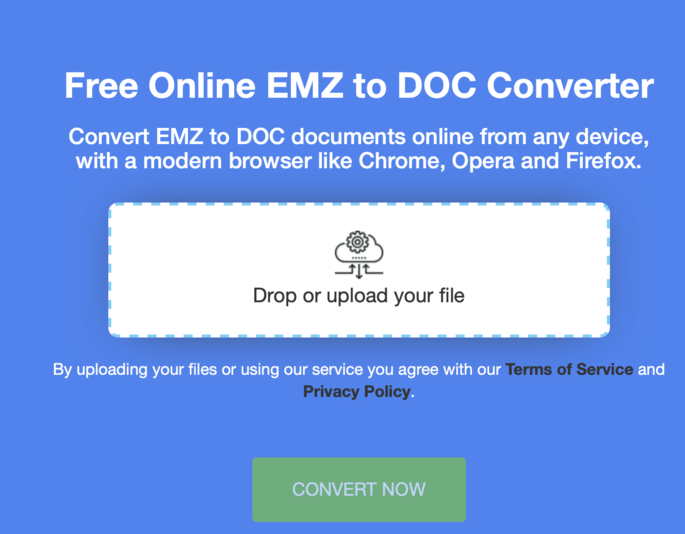 Free Online EMZ to DOC Converter
Convert EMZ to DOC documents online from any device,
with a modern browser like Chrome, Opera and Firefox.
Drop or upload your file
By uploading your files or using our service you agree with our Terms of Service and
Privacy Policy.
CONVERT NOW